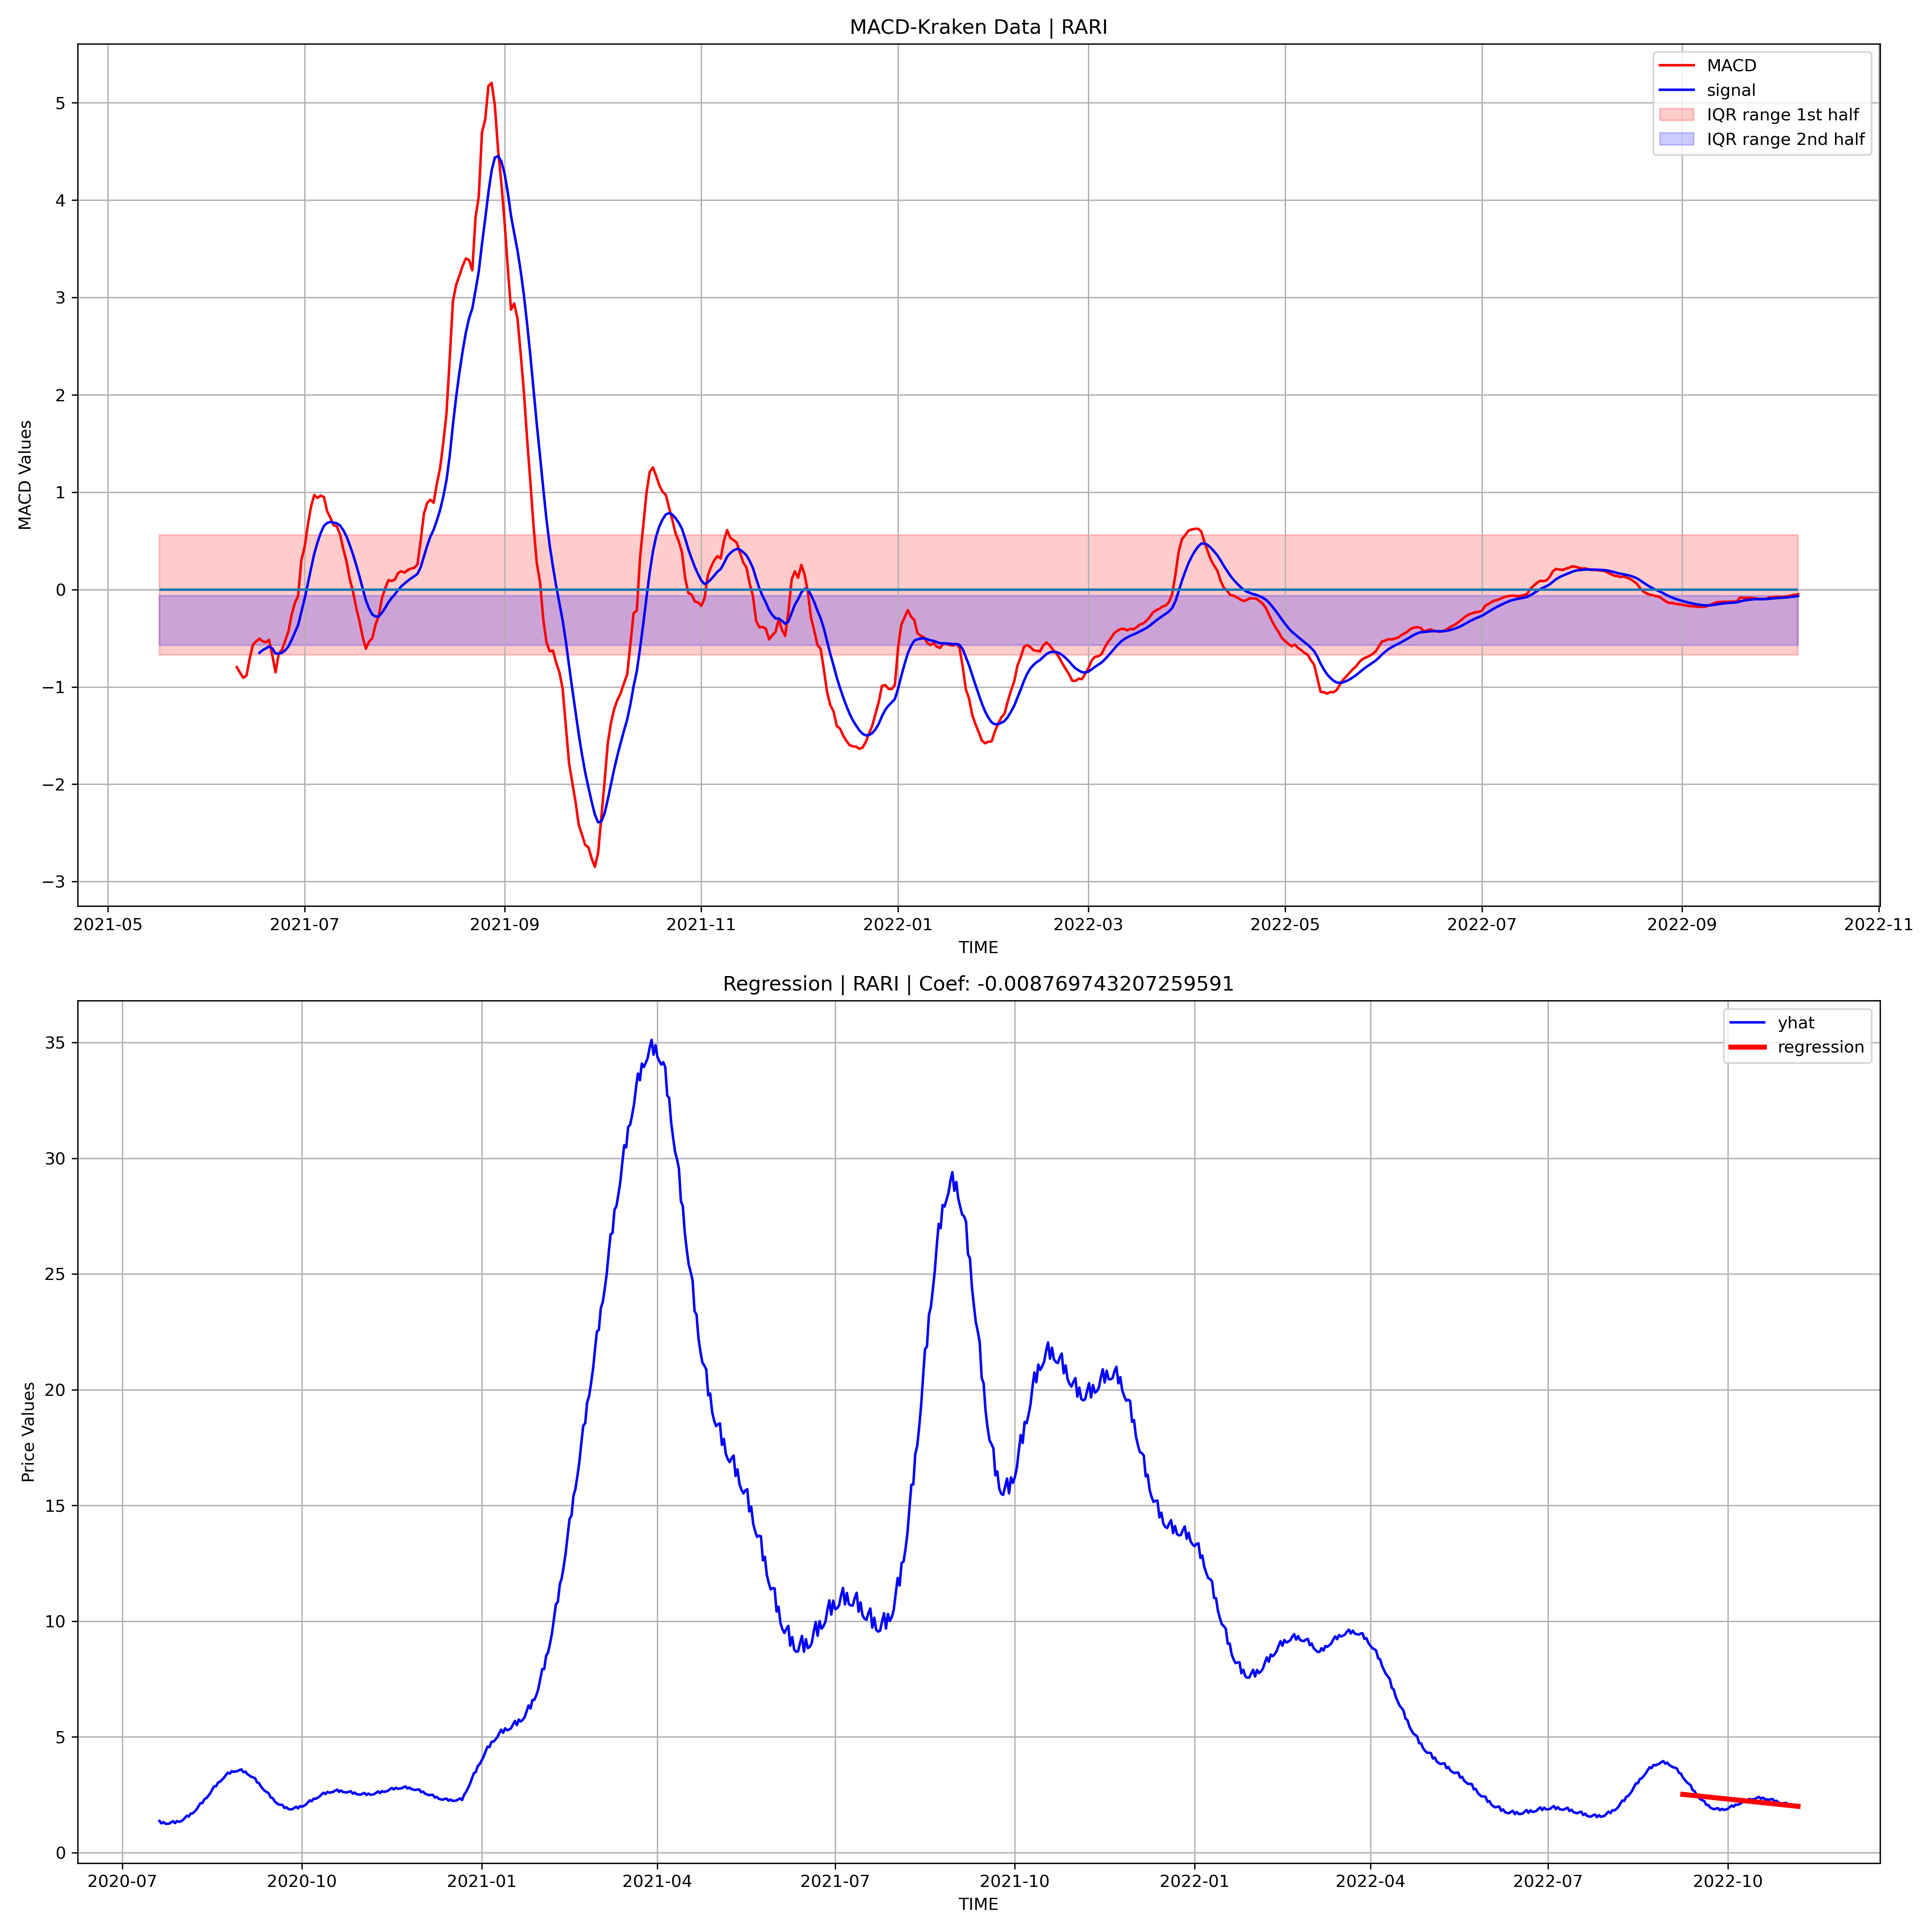 MACD-Kraken Data | RARI
MACD
signal
IQR range 1st half
IQR range 2nd half
MACD Values
5
4
3
2
1
0
−1
−2
−3
2021-05 2021-07 2021-09 2021-11 2022-01 2022-03 2022-05 2022-07 2022-09 2022-11
TIME
Regression | RARI | Coef: -0.008769743207259591
yhat
regression
Price Values
35
30
25
20
15
10
5
0
2020-07 2020-10 2021-01 2021-04 2021-07 2021-10 2022-01 2022-04 2022-07 2022-10
TIME